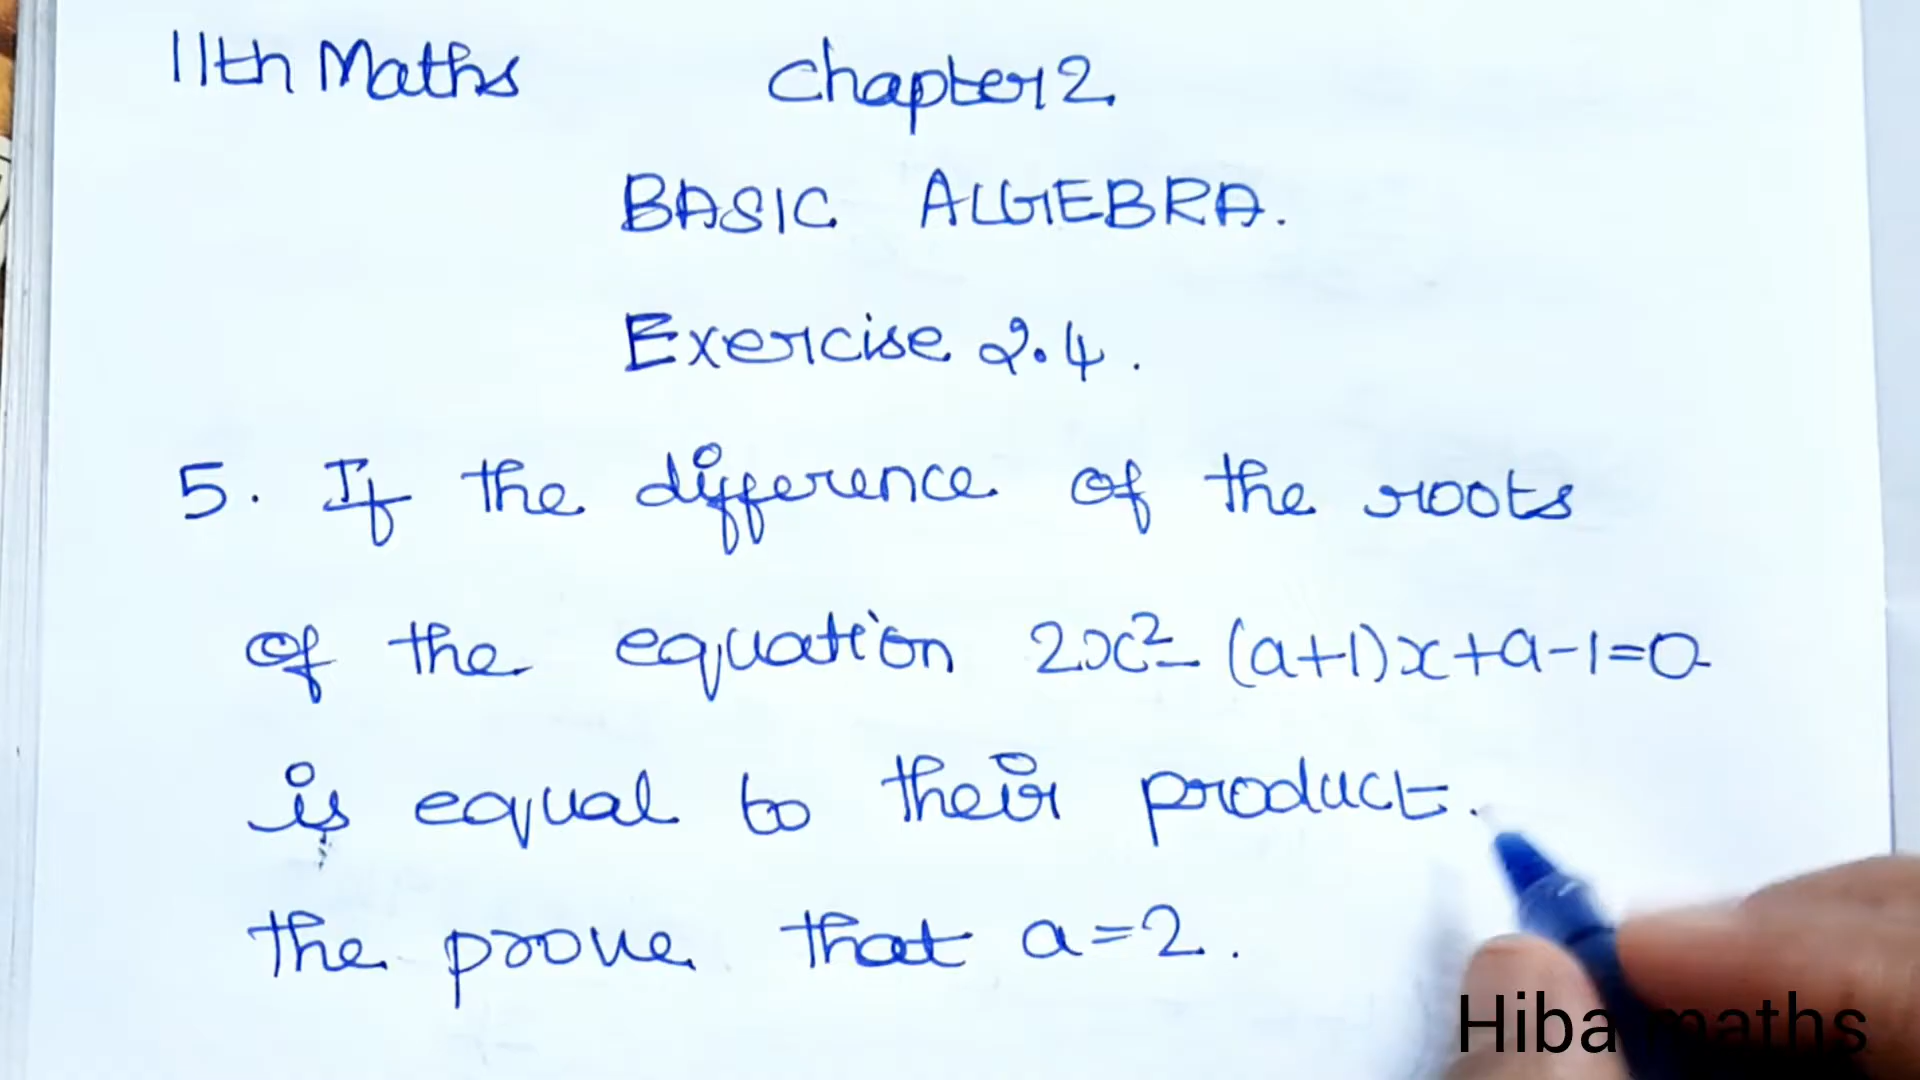 11th Maths Chapter 2
BASIC ALGEBRA.
Exercise 2.4.
5. If the difference of the roots
of the equation 2x² - (a+1)x+a-1=0
is equal to their product.
the prove that a=2.
Hiba maths